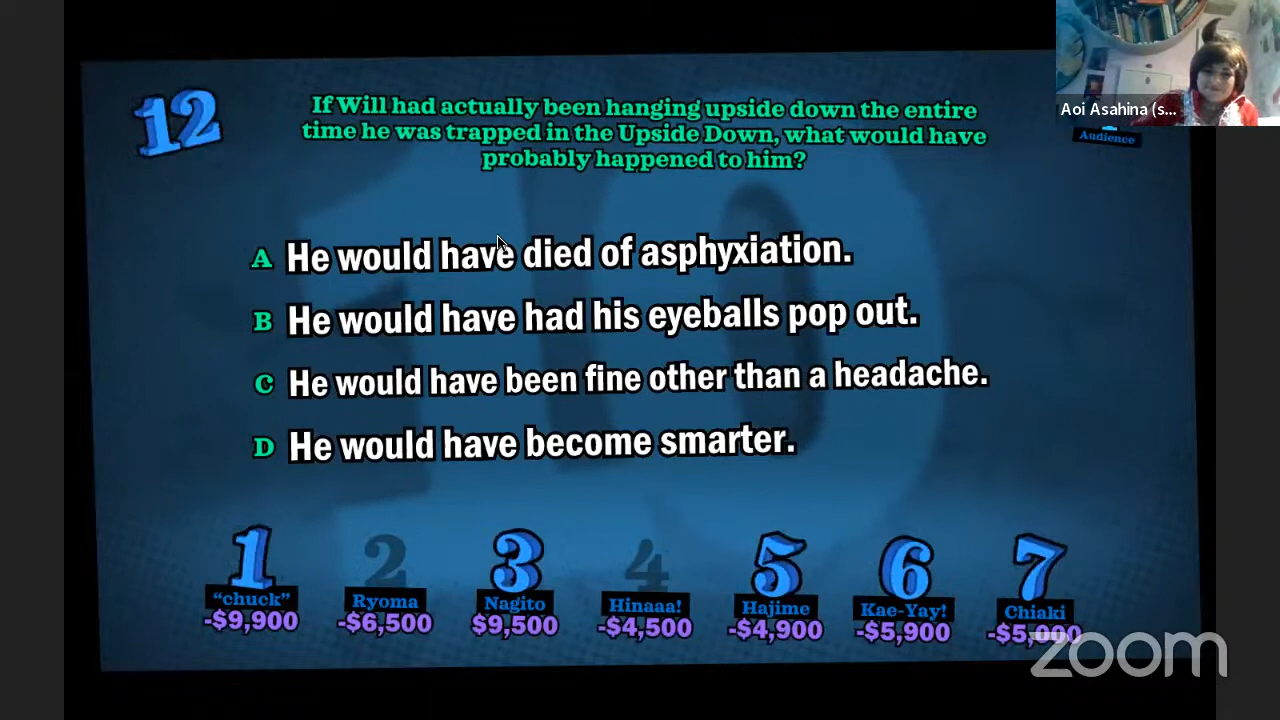 12
If Will had actually been hanging upside down the entire
time he was trapped in the Upside Down, what would have
probably happened to him?
Aoi Asahina (s...
Audience
A He would have died of asphyxiation.
B He would have had his eyeballs pop out.
C He would have been fine other than a headache.
D He would have become smarter.
1 2 3 4 5 6 7
"chuck" Ryoma Nagito Hinaaa! Hajime Kae-Yay! Chiaki
-$9,900 -$6,500 $9,500 -$4,500 -$4,900 -$5,900
zoom